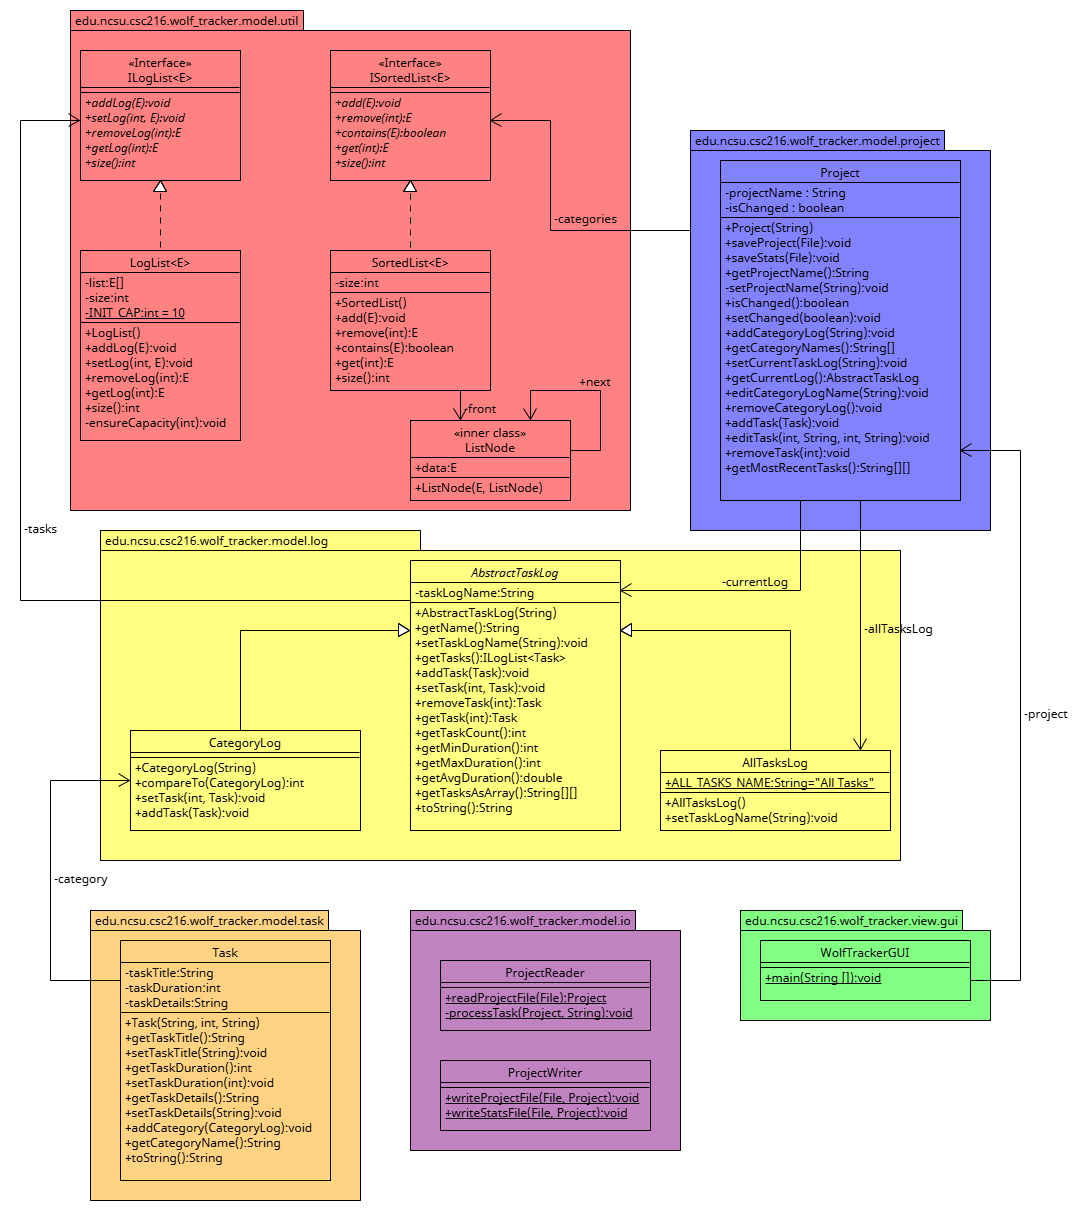 edu.ncsu.csc216.wolf_tracker.model.util
«Interface»
ILogList<E>
+addLog(E):void
+setLog(int, E):void
+removeLog(int):E
+getLog(int):E
+size():int
«Interface»
ISortedList<E>
+add(E):void
+remove(int):E
+contains(E):boolean
+get(int):E
+size():int
LogList<E>
-list:E[]
-size:int
-INIT_CAP:int = 10
+LogList()
+addLog(E):void
+setLog(int, E):void
+removeLog(int):E
+getLog(int):E
+size():int
-ensureCapacity(int):void
SortedList<E>
-size:int
+SortedList()
+add(E):void
+remove(int):E
+contains(E):boolean
+get(int):E
+size():int
-front
+next
«inner class»
ListNode
+data:E
+ListNode(E, ListNode)
-categories
edu.ncsu.csc216.wolf_tracker.model.project
Project
-projectName : String
-isChanged : boolean
+Project(String)
+saveProject(File):void
+saveStats(File):void
+getProjectName():String
-setProjectName(String):void
+isChanged():boolean
+setChanged(boolean):void
+addCategoryLog(String):void
+getCategoryNames():String[]
+setCurrentTaskLog(String):void
+getCurrentLog():AbstractTaskLog
+editCategoryLogName(String):void
+removeCategoryLog():void
+addTask(Task):void
+editTask(int, String, int, String):void
+removeTask(int):void
+getMostRecentTasks():String[][]
-tasks
edu.ncsu.csc216.wolf_tracker.model.log
AbstractTaskLog
-taskLogName:String
+AbstractTaskLog(String)
+getName():String
+setTaskLogName(String):void
+getTasks():ILogList<Task>
+addTask(Task):void
+setTask(int, Task):void
+removeTask(int):Task
+getTask(int):Task
+getTaskCount():int
+getMinDuration():int
+getMaxDuration():int
+getAvgDuration():double
+getTasksAsArray():String[][]
+toString():String
-currentLog
-allTasksLog
-project
CategoryLog
+CategoryLog(String)
+compareTo(CategoryLog):int
+setTask(int, Task):void
+addTask(Task):void
AllTasksLog
+ALL_TASKS_NAME:String="All Tasks"
+AllTasksLog()
+setTaskLogName(String):void
-category
edu.ncsu.csc216.wolf_tracker.model.task
Task
-taskTitle:String
-taskDuration:int
-taskDetails:String
+Task(String, int, String)
+getTaskTitle():String
+setTaskTitle(String):void
+getTaskDuration():int
+setTaskDuration(int):void
+getTaskDetails():String
+setTaskDetails(String):void
+addCategory(CategoryLog):void
+getCategoryName():String
+toString():String
edu.ncsu.csc216.wolf_tracker.model.io
ProjectReader
+readProjectFile(File):Project
-processTask(Project, String):void
ProjectWriter
+writeProjectFile(File, Project):void
+writeStatsFile(File, Project):void
edu.ncsu.csc216.wolf_tracker.view.gui
WolfTrackerGUI
+main(String []):void